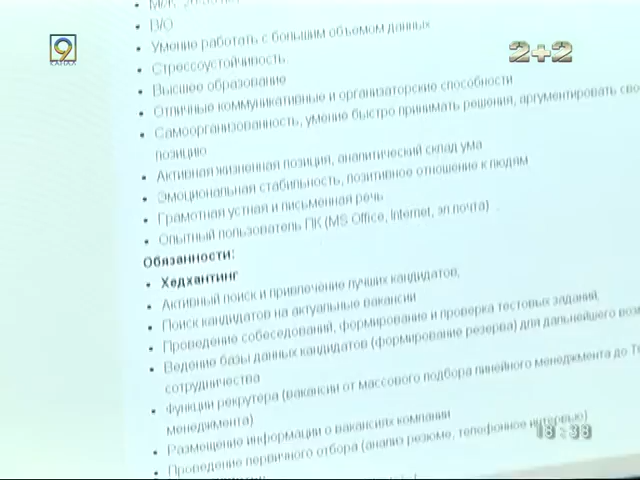 9
КАНАЛ
2+2
В/О
Умение работать с большим объемом данных
Стрессоустойчивость
Высшее образование
Отличные коммуникативные и организаторские способности
Самоорганизованность, умение быстро принимать решения, аргументировать
позицию
Активная жизненная позиция, аналитический склад ума
Эмоциональная стабильность, позитивное отношение к людям
Грамотная устная и письменная речь
Опытный пользователь ПК (MS Office, Internet, эл.почта)
Обязанности:
Хедхантинг
Активный поиск и привлечение лучших кандидатов,
Поиск кандидатов на актуальные вакансии
Проведение собеседований, формирование и проверка тестовых заданий,
Ведение базы данных кандидатов (формирование резерва) для дальнейшего
сотрудничества
Функции рекрутера (вакансии от массового подбора линейного менеджмента до
менеджмента)
Размещение информации о вакансиях компании
Проведение первичного отбора (анализ резюме, телефонное интервью)
18:38